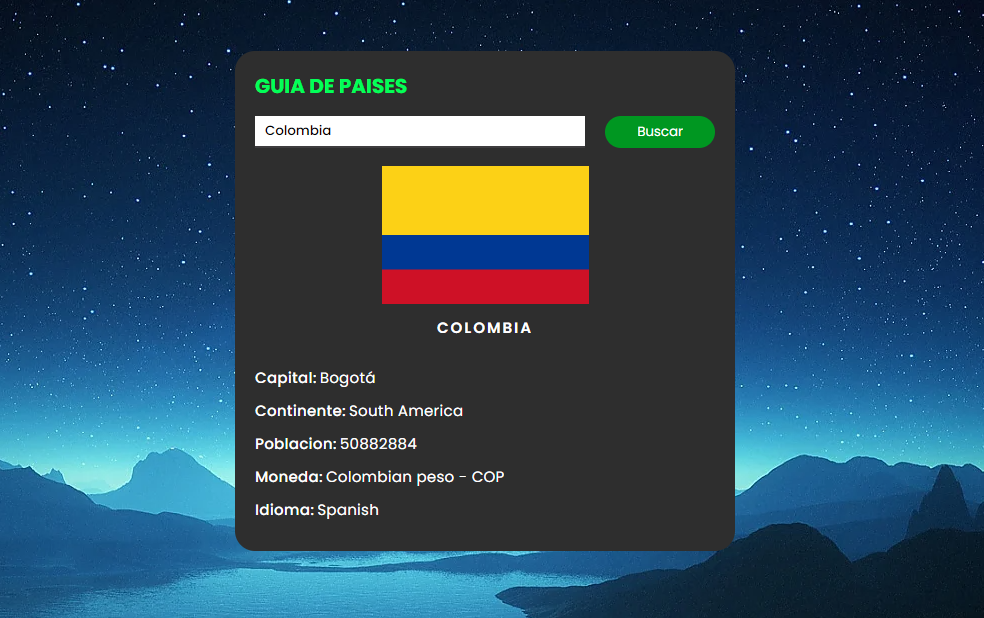 GUIA DE PAISES
Colombia
Buscar
COLOMBIA
Capital: Bogotá
Continente: South America
Poblacion: 50882884
Moneda: Colombian peso - COP
Idioma: Spanish